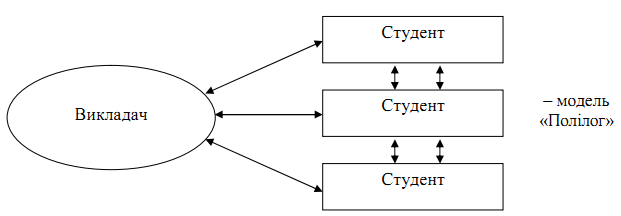 Студент
Викладач
Студент
– модель
«Полілог»
Студент